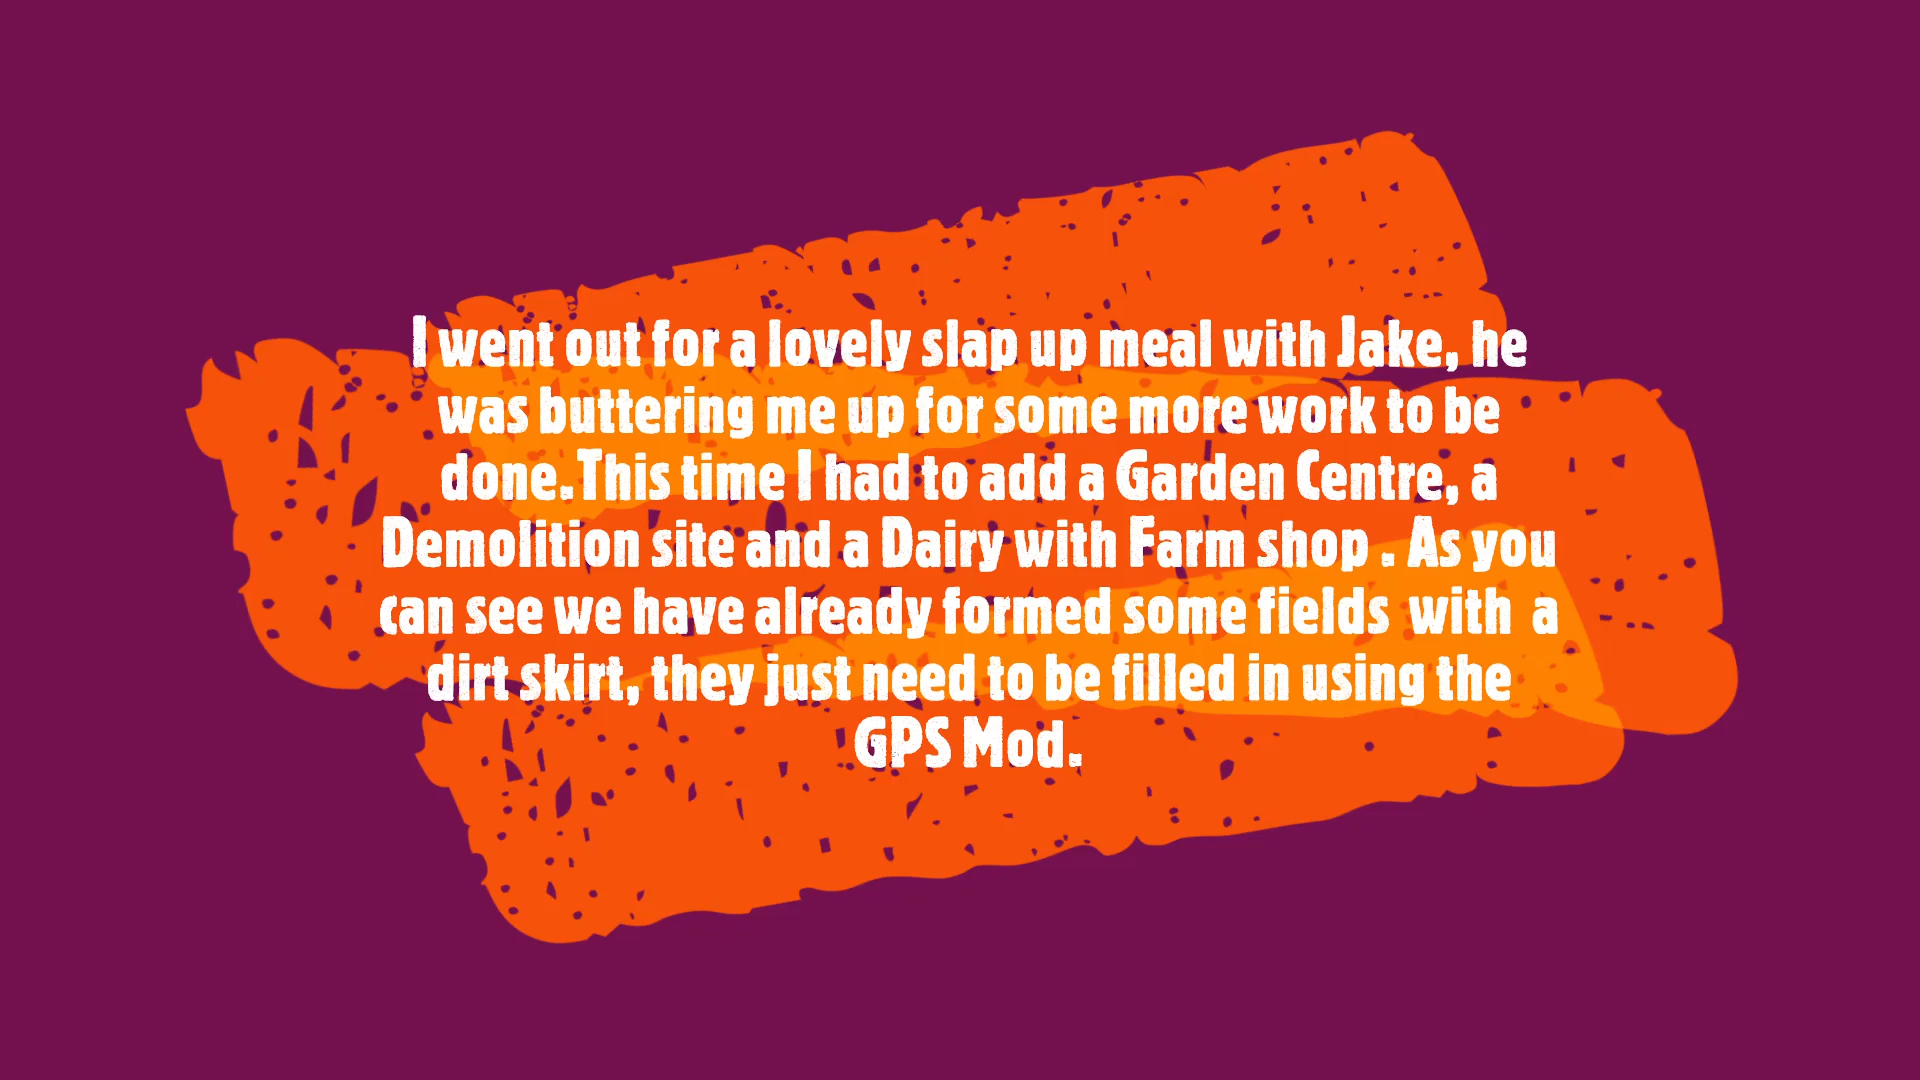 I went out for a lovely slap up meal with Jake, he
was buttering me up for some more work to be
done.This time I had to add a Garden Centre, a
Demolition site and a Dairy with Farm shop . As you
can see we have already formed some fields  with  a
dirt skirt, they just need to be filled in using the
GPS Mod.